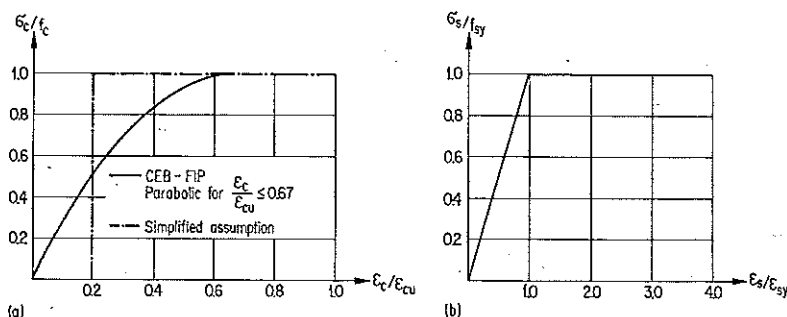 σc/fc
1.0
0.8
0.6
0.4
0.2
CEB-FIP
Parabolic for εc/εcu ≤ 0.67
Simplified assumption
0.2 0.4 0.6 0.8 1.0
εc/εcu
(a)
σs/fsy
1.0
0.8
0.6
0.4
0.2
1.0 2.0 3.0 4.0
εs/εsy
(b)